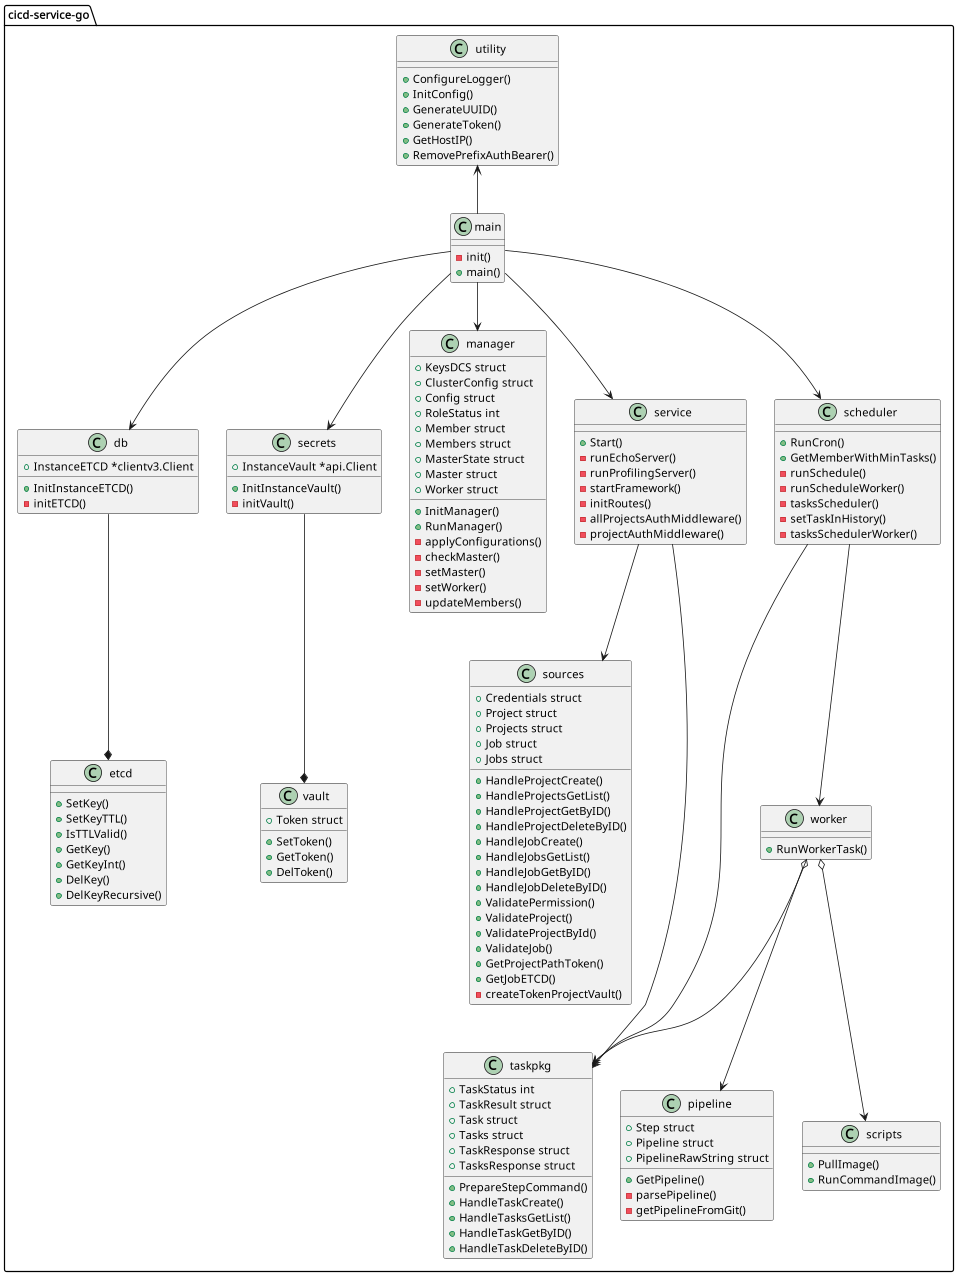 cicd-service-go
C utility
ConfigureLogger()
InitConfig()
GenerateUUID()
GenerateToken()
GetHostIP()
RemovePrefixAuthBearer()
C main
init()
main()
C manager
KeysDCS struct
ClusterConfig struct
Config struct
RoleStatus int
Member struct
Members struct
MasterState struct
Master struct
Worker struct
InitManager()
RunManager()
applyConfigurations()
checkMaster()
setMaster()
setWorker()
updateMembers()
C service
Start()
runEchoServer()
runProfilingServer()
startFramework()
initRoutes()
allProjectsAuthMiddleware()
projectAuthMiddleware()
C scheduler
RunCron()
GetMemberWithMinTasks()
runSchedule()
runScheduleWorker()
tasksScheduler()
setTaskInHistory()
tasksSchedulerWorker()
C db
InstanceETCD *clientv3.Client
InitInstanceETCD()
initETCD()
C secrets
InstanceVault *api.Client
InitInstanceVault()
initVault()
C sources
Credentials struct
Project struct
Projects struct
Job struct
Jobs struct
HandleProjectCreate()
HandleProjectsGetList()
HandleProjectGetByID()
HandleProjectDeleteByID()
HandleJobCreate()
HandleJobsGetList()
HandleJobGetByID()
HandleJobDeleteByID()
ValidatePermission()
ValidateProject()
ValidateProjectById()
ValidateJob()
GetProjectPathToken()
GetJobETCD()
createTokenProjectVault()
C etcd
SetKey()
SetKeyTTL()
IsTTLValid()
GetKey()
GetKeyInt()
DelKey()
DelKeyRecursive()
C vault
Token struct
SetToken()
GetToken()
DelToken()
C worker
RunWorkerTask()
C taskpkg
TaskStatus int
TaskResult struct
Task struct
Tasks struct
TaskResponse struct
TasksResponse struct
PrepareStepCommand()
HandleTaskCreate()
HandleTasksGetList()
HandleTaskGetByID()
HandleTaskDeleteByID()
C pipeline
Step struct
Pipeline struct
PipelineRawString struct
GetPipeline()
parsePipeline()
getPipelineFromGit()
C scripts
PullImage()
RunCommandImage()